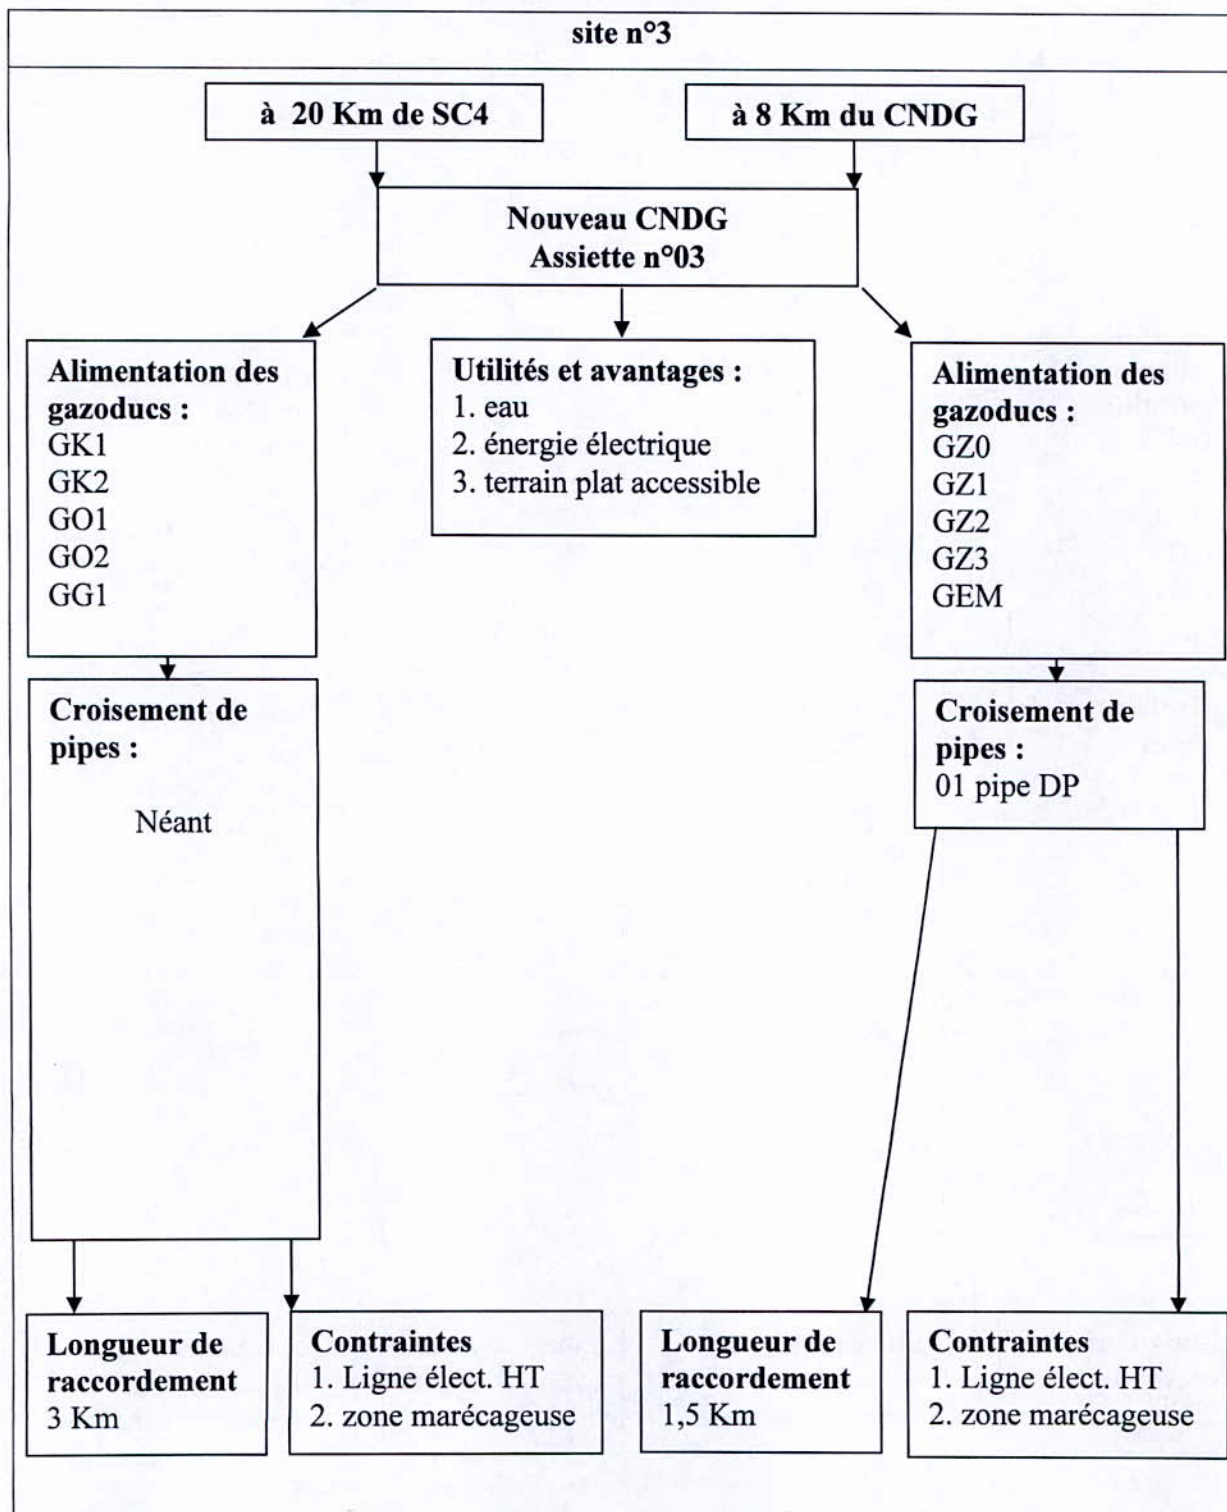 site n°3
à 20 Km de SC4
à 8 Km du CNDG
Nouveau CNDG
Assiette n°03
Alimentation des
gazoducs :
GK1
GK2
GO1
GO2
GG1
Utilités et avantages :
1. eau
2. énergie électrique
3. terrain plat accessible
Alimentation des
gazoducs :
GZ0
GZ1
GZ2
GZ3
GEM
Croisement de
pipes :
Néant
Croisement de
pipes :
01 pipe DP
Longueur de
raccordement
3 Km
Contraintes
1. Ligne élect. HT
2. zone marécageuse
Longueur de
raccordement
1,5 Km
Contraintes
1. Ligne élect. HT
2. zone marécageuse